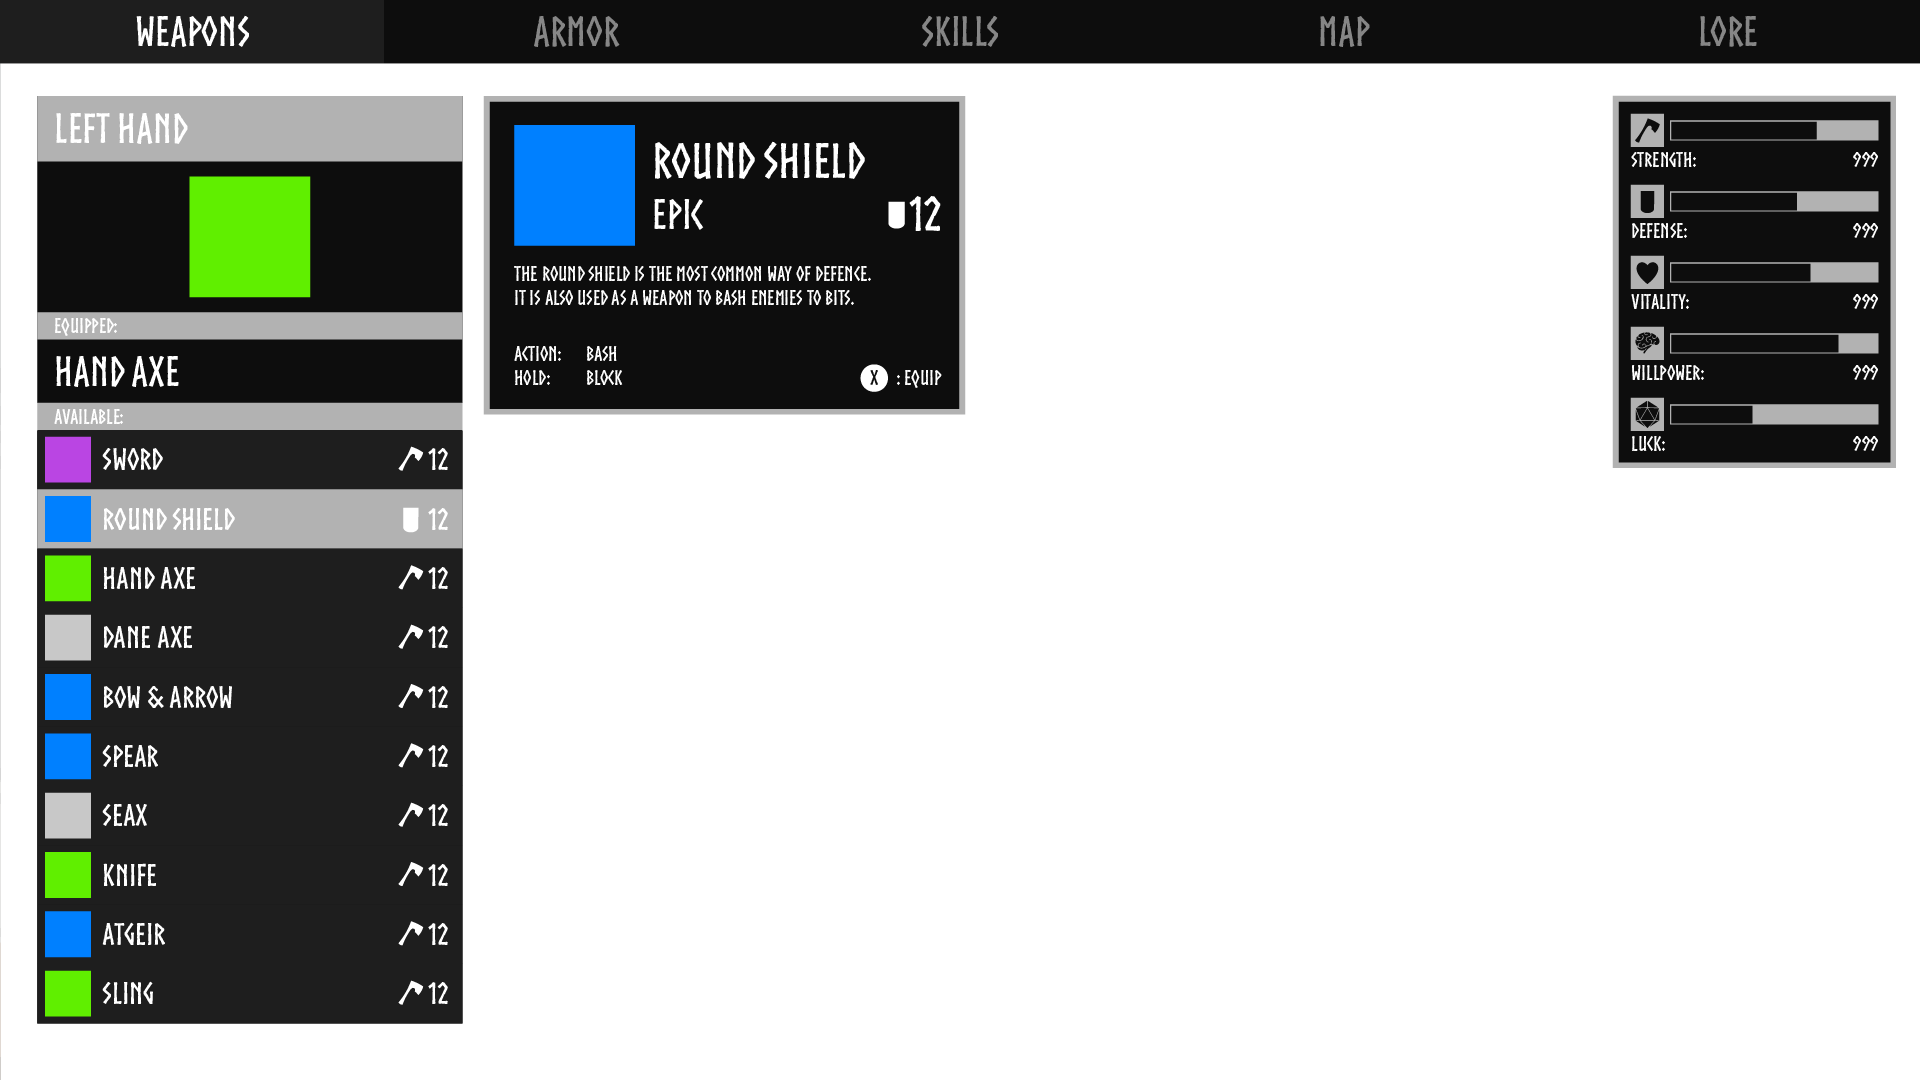 WEAPONS
ARMOR
SKILLS
MAP
LORE
LEFT HAND
EQUIPPED:
HAND AXE
AVAILABLE:
SWORD 12
ROUND SHIELD 12
HAND AXE 12
DANE AXE 12
BOW & ARROW 12
SPEAR 12
SEAX 12
KNIFE 12
ATGEIR 12
SLING 12
ROUND SHIELD
EPIC 12
THE ROUND SHIELD IS THE MOST COMMON WAY OF DEFENCE.
IT IS ALSO USED AS A WEAPON TO BASH ENEMIES TO BITS.
ACTION: BASH
HOLD: BLOCK
X : EQUIP
STRENGTH: 999
DEFENSE: 999
VITALITY: 999
WILLPOWER: 999
LUCK: 999